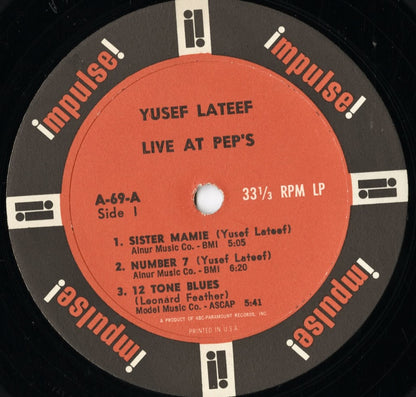 impulse!
impulse!
YUSEF LATEEF
LIVE AT PEP'S
A-69-A
Side 1
33 1/3 RPM LP
1. SISTER MAMIE (Yusef Lateef)
Alnur Music Co. - BMI 5:05
2. NUMBER 7 (Yusef Lateef)
Alnur Music Co. - BMI 6:20
3. 12 TONE BLUES
(Leonard Feather)
Model Music Co. - ASCAP 5:41
A PRODUCT OF ABC-PARAMOUNT RECORDS, INC.
PRINTED IN U.S.A.
impulse!
impulse!